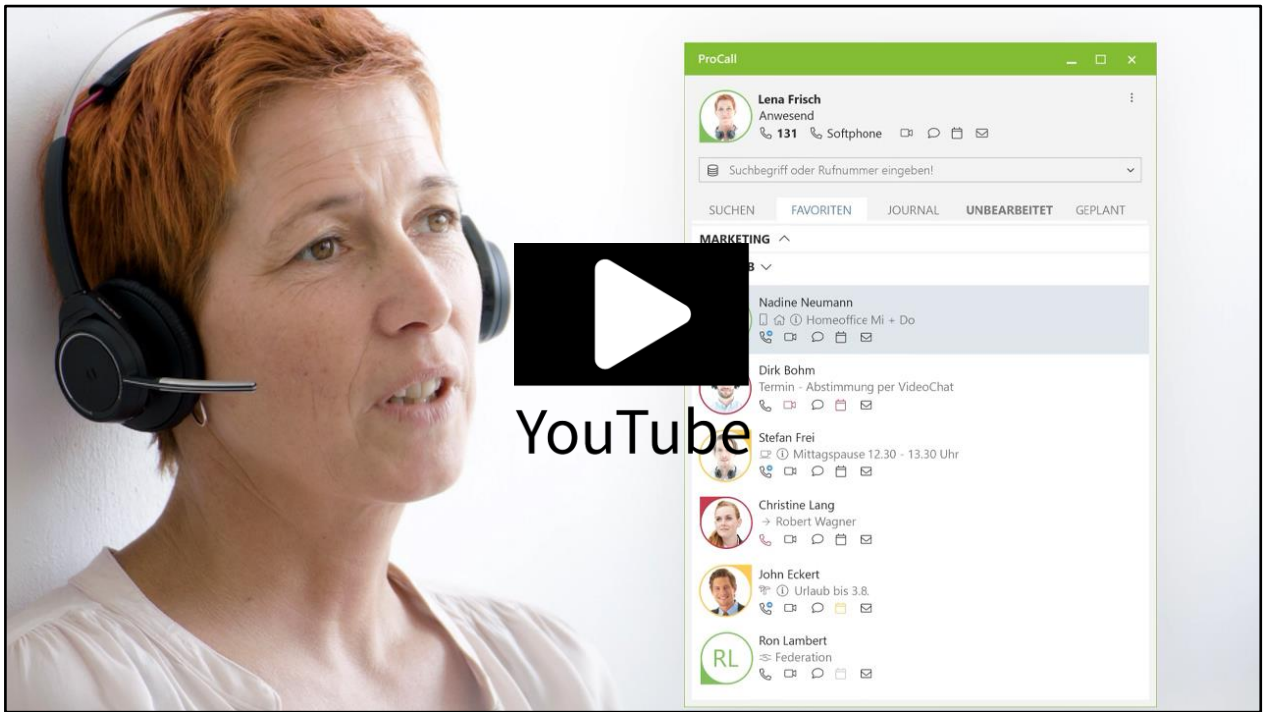 ProCall
Lena Frisch
Anwesend
131 Softphone
Suchbegriff oder Rufnummer eingeben!
SUCHEN FAVORITEN JOURNAL UNBEARBEITET GEPLANT
MARKETING
B
Nadine Neumann
Homeoffice Mi + Do
Dirk Bohm
Termin - Abstimmung per VideoChat
YouTube
Stefan Frei
Mittagspause 12.30 - 13.30 Uhr
Christine Lang
→ Robert Wagner
John Eckert
Urlaub bis 3.8.
RL
Ron Lambert
Federation